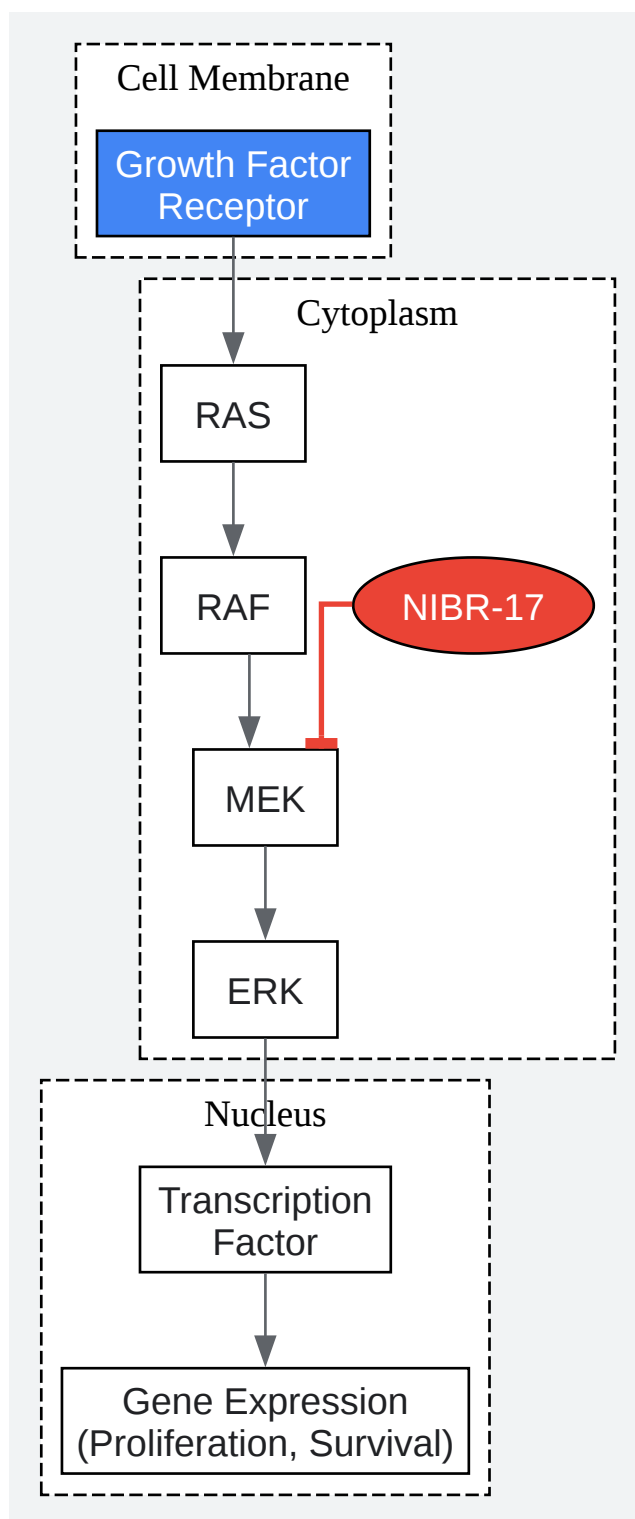 Cell Membrane
Growth Factor
Receptor
Cytoplasm
RAS
RAF
NIBR-17
MEK
ERK
Nucleus
Transcription
Factor
Gene Expression
(Proliferation, Survival)